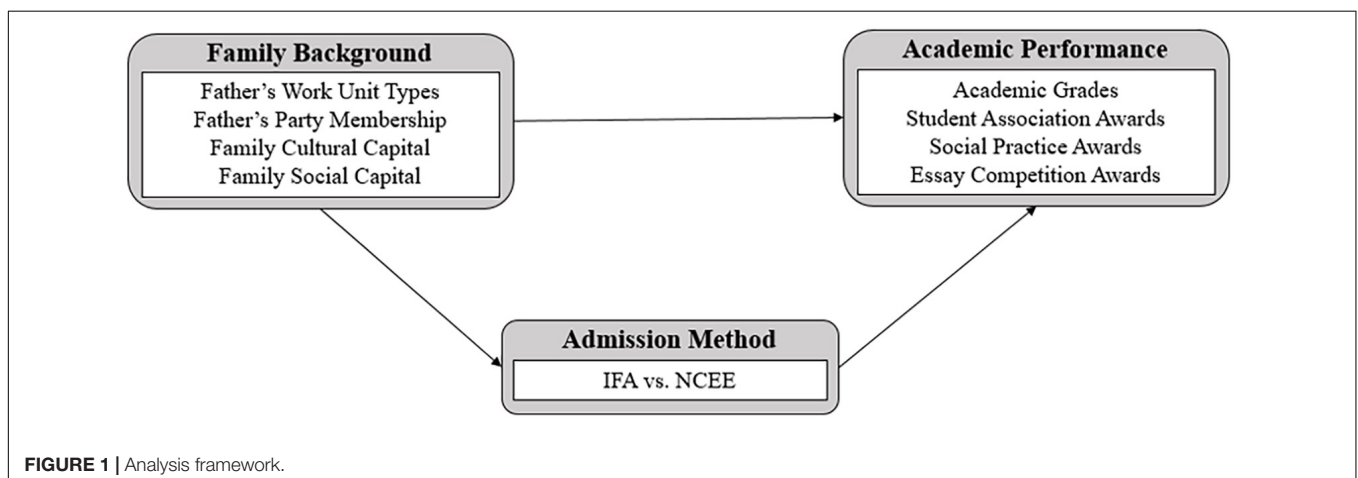 Family Background
Father's Work Unit Types
Father's Party Membership
Family Cultural Capital
Family Social Capital
Academic Performance
Academic Grades
Student Association Awards
Social Practice Awards
Essay Competition Awards
Admission Method
IFA vs. NCEE
FIGURE 1 | Analysis framework.